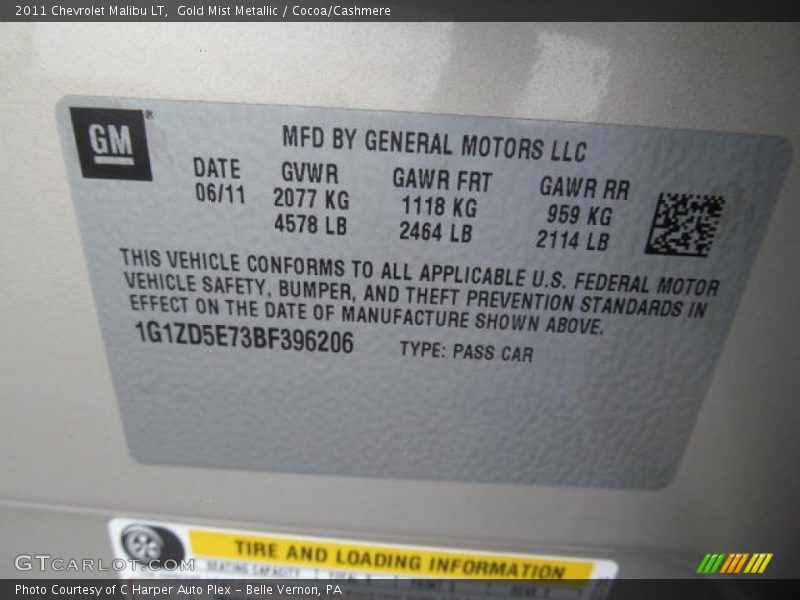 2011 Chevrolet Malibu LT, Gold Mist Metallic / Cocoa/Cashmere
GM®
MFD BY GENERAL MOTORS LLC
DATE GVWR GAWR FRT GAWR RR
06/11 2077 KG 1118 KG 959 KG
4578 LB 2464 LB 2114 LB
THIS VEHICLE CONFORMS TO ALL APPLICABLE U.S. FEDERAL MOTOR
VEHICLE SAFETY, BUMPER, AND THEFT PREVENTION STANDARDS IN
EFFECT ON THE DATE OF MANUFACTURE SHOWN ABOVE.
1G1ZD5E73BF396206 TYPE: PASS CAR
TIRE AND LOADING INFORMATION
SEATING CAPACITY
GTcarlot.com
Photo Courtesy of C Harper Auto Plex – Belle Vernon, PA